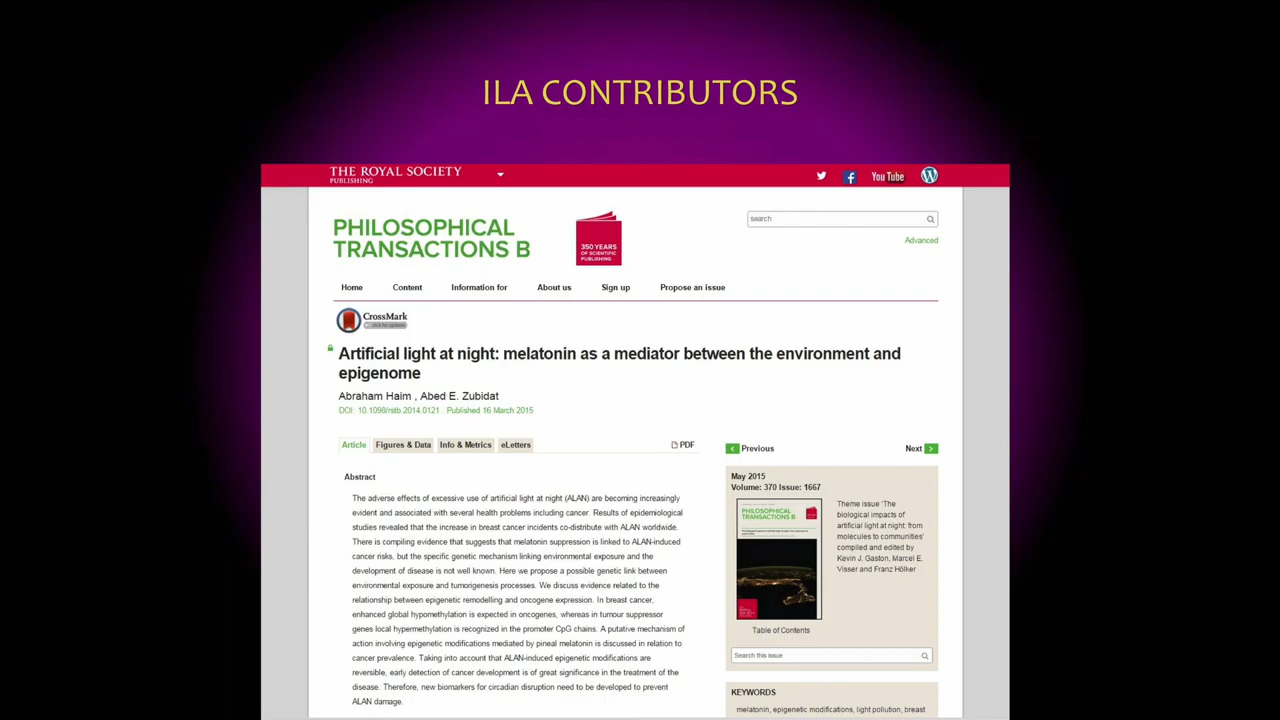 ILA CONTRIBUTORS
THE ROYAL SOCIETY
PUBLISHING
You Tube
PHILOSOPHICAL
TRANSACTIONS B
350 YEARS
OF SCIENTIFIC
PUBLISHING
search
Advanced
Home Content Information for About us Sign up Propose an issue
CrossMark
click for updates
Artificial light at night: melatonin as a mediator between the environment and
epigenome
Abraham Haim , Abed E. Zubidat
DOI: 10.1098/rstb.2014.0121 . Published 16 March 2015
Article Figures & Data Info & Metrics eLetters PDF
Abstract
The adverse effects of excessive use of artificial light at night (ALAN) are becoming increasingly
evident and associated with several health problems including cancer. Results of epidemiological
studies revealed that the increase in breast cancer incidents co-distribute with ALAN worldwide.
There is compiling evidence that suggests that melatonin suppression is linked to ALAN-induced
cancer risks, but the specific genetic mechanism linking environmental exposure and the
development of disease is not well known. Here we propose a possible genetic link between
environmental exposure and tumorigenesis processes. We discuss evidence related to the
relationship between epigenetic remodelling and oncogene expression. In breast cancer,
enhanced global hypomethylation is expected in oncogenes, whereas in tumour suppressor
genes local hypermethylation is recognized in the promoter CpG chains. A putative mechanism of
action involving epigenetic modifications mediated by pineal melatonin is discussed in relation to
cancer prevalence. Taking into account that ALAN-induced epigenetic modifications are
reversible, early detection of cancer development is of great significance in the treatment of the
disease. Therefore, new biomarkers for circadian disruption need to be developed to prevent
ALAN damage.
Previous Next
May 2015
Volume: 370 Issue: 1667
PHILOSOPHICAL
TRANSACTIONS B
Theme issue 'The
biological impacts of
artificial light at night: from
molecules to communities'
compiled and edited by
Kevin J. Gaston, Marcel E.
Visser and Franz Hölker
Table of Contents
Search this issue
KEYWORDS
melatonin, epigenetic modifications, light pollution, breast